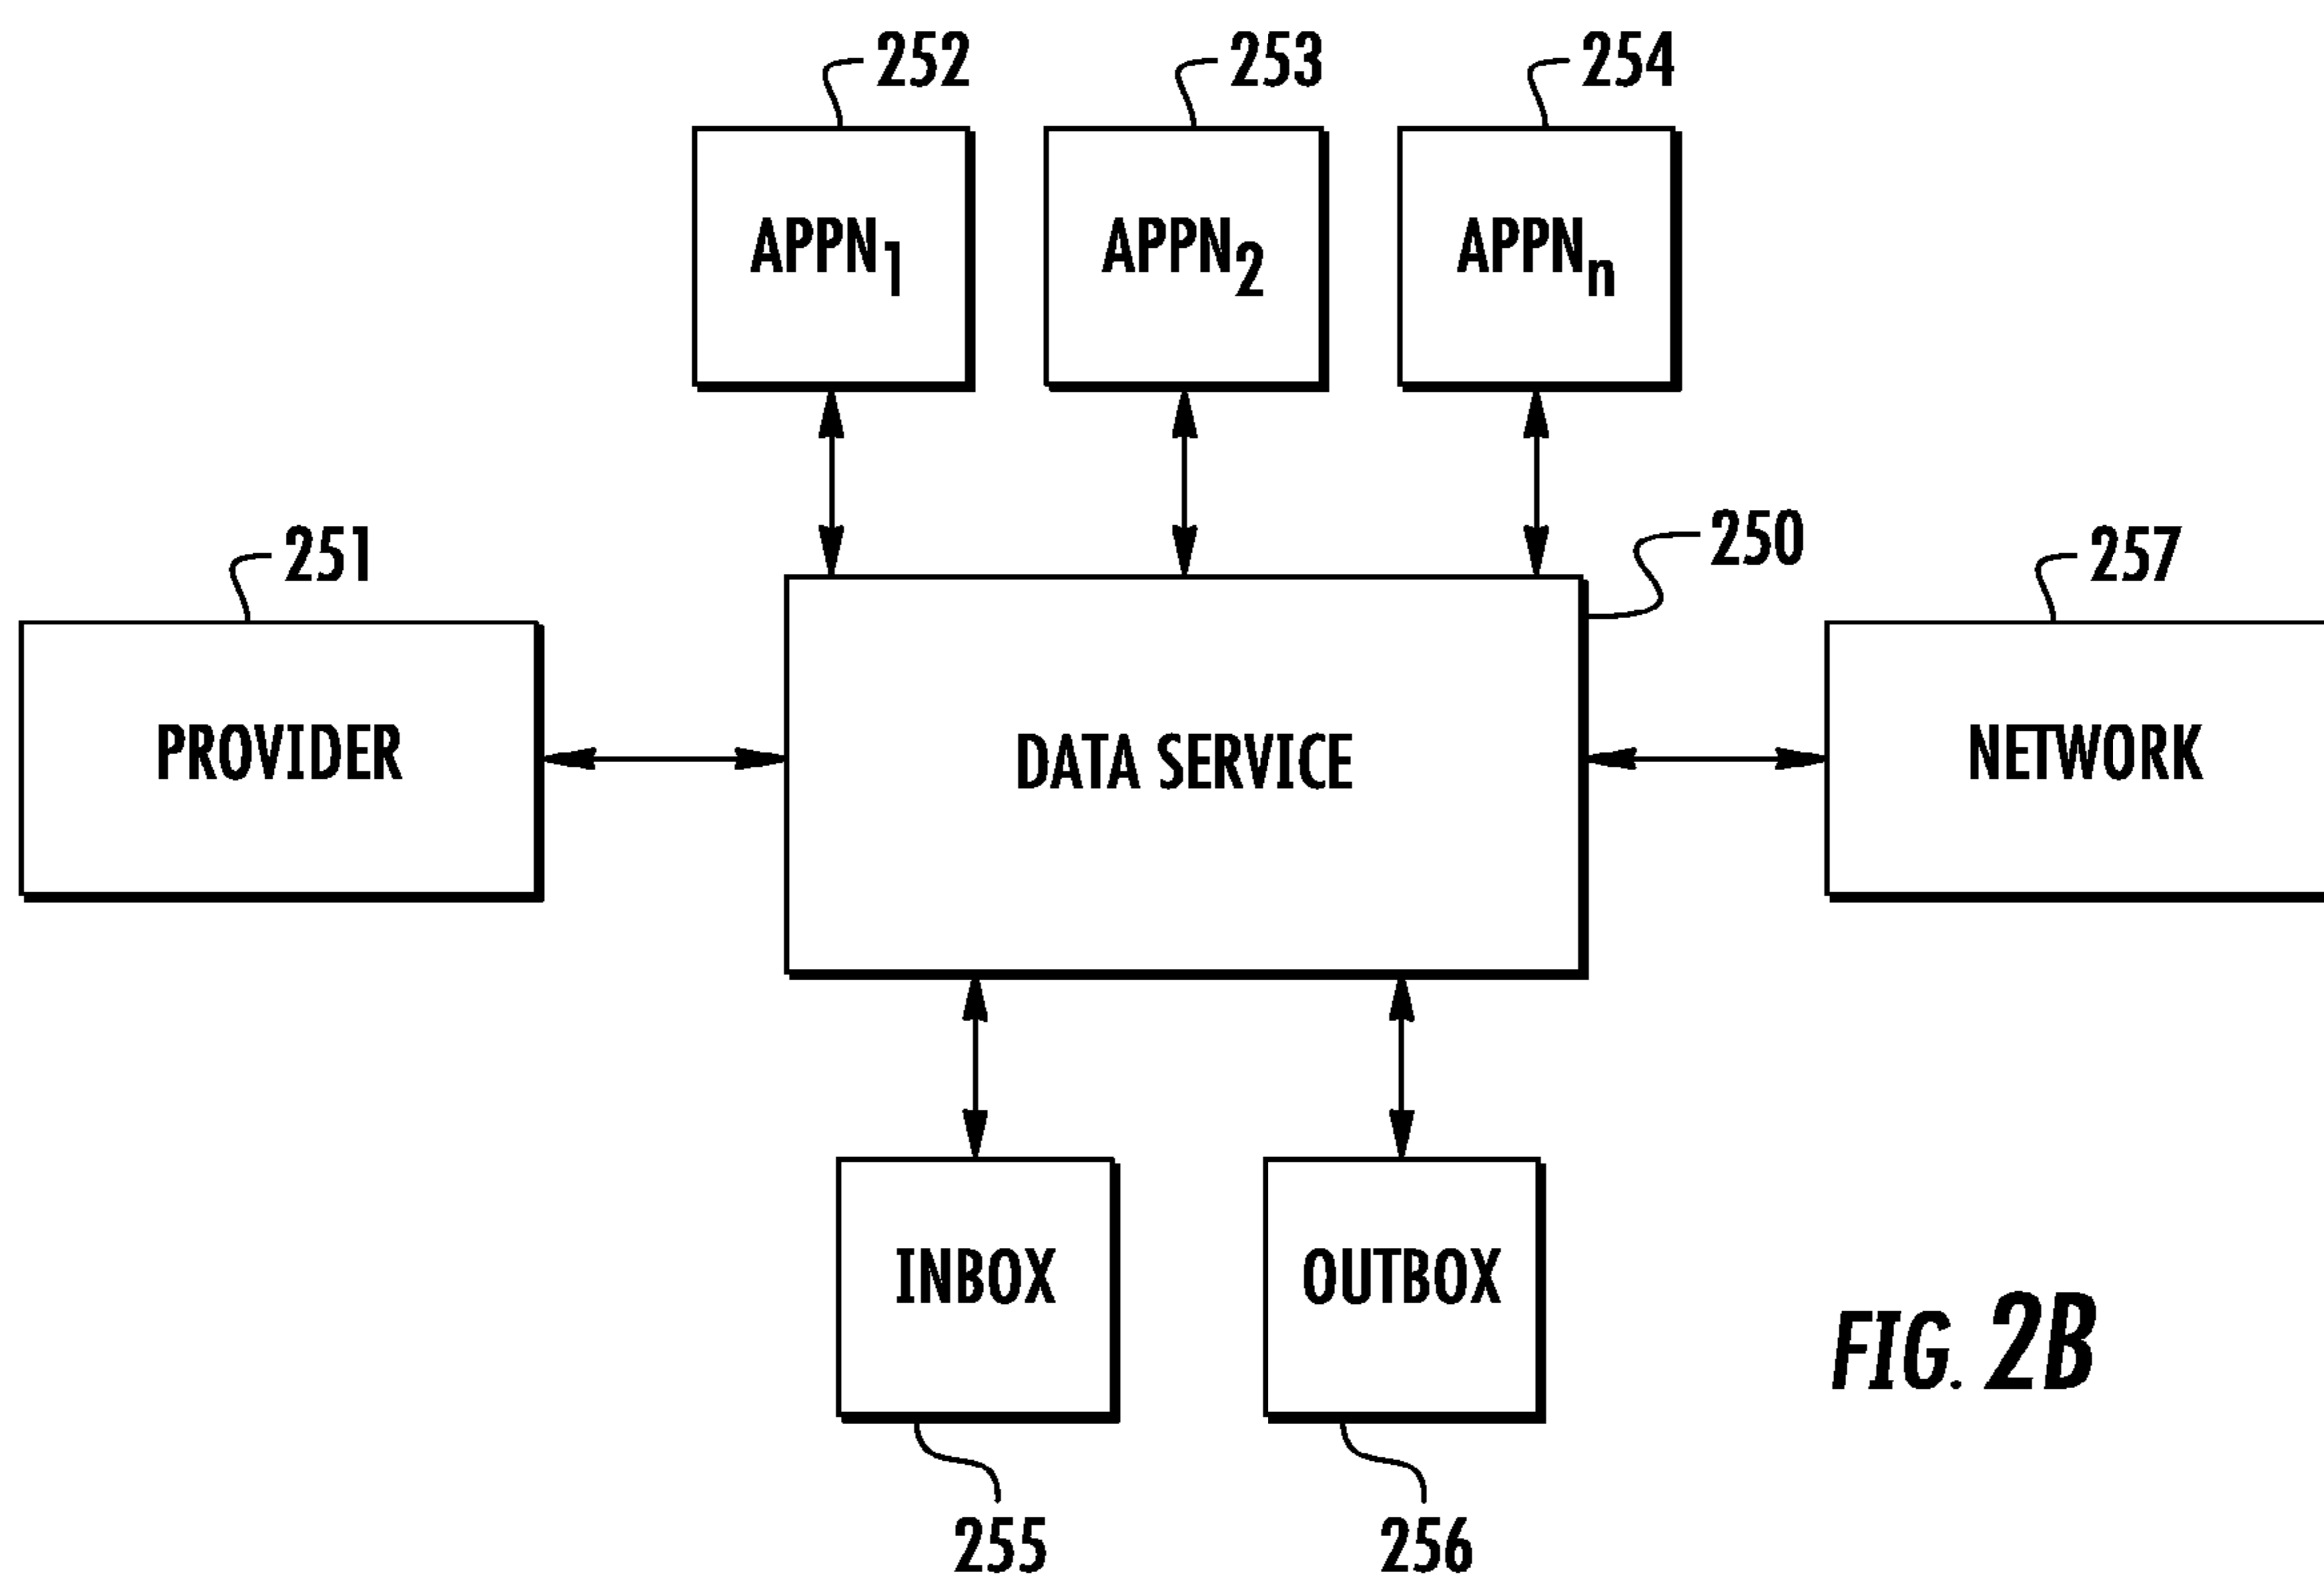 252
253
254
APPN1
APPN2
APPNn
250
251
257
PROVIDER
DATA SERVICE
NETWORK
INBOX
OUTBOX
FIG. 2B
255
256